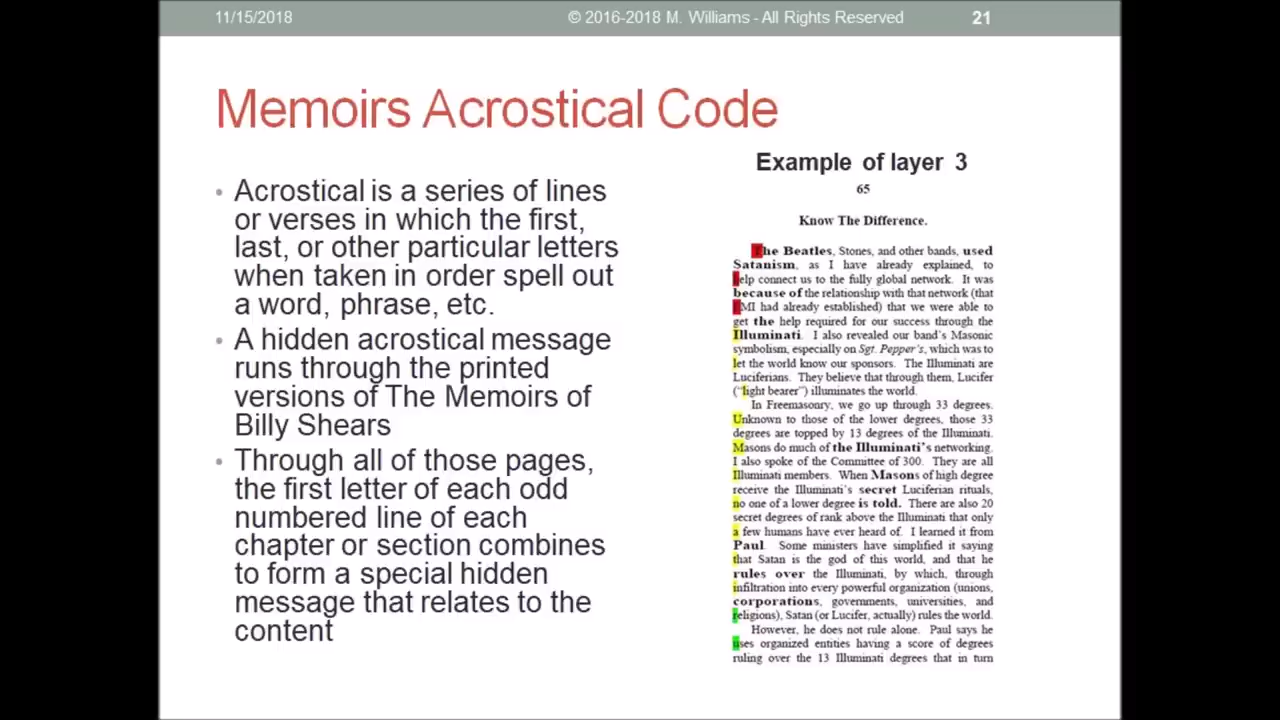 11/15/2018
© 2016-2018 M. Williams - All Rights Reserved
21
Memoirs Acrostical Code
• Acrostical is a series of lines
or verses in which the first,
last, or other particular letters
when taken in order spell out
a word, phrase, etc.
• A hidden acrostical message
runs through the printed
versions of The Memoirs of
Billy Shears
• Through all of those pages,
the first letter of each odd
numbered line of each
chapter or section combines
to form a special hidden
message that relates to the
content
Example of layer 3
65
Know The Difference.
The Beatles, Stones, and other bands, used
Satanism, as I have already explained, to
help connect us to the fully global network. It was
because of the relationship with that network (that
EMI had already established) that we were able to
get the help required for our success through the
Illuminati. I also revealed our band's Masonic
symbolism, especially on Sgt. Pepper's, which was to
let the world know our sponsors. The Illuminati are
Luciferians. They believe that through them, Lucifer
("light bearer") illuminates the world.
In Freemasonry, we go up through 33 degrees.
Unknown to those of the lower degrees, those 33
degrees are topped by 13 degrees of the Illuminati.
Masons do much of the Illuminati's networking.
I also spoke of the Committee of 300. They are all
Illuminati members. When Masons of high degree
receive the Illuminati's secret Luciferian rituals,
no one of a lower degree is told. There are also 20
secret degrees of rank above the Illuminati that only
a few humans have ever heard of. I learned it from
Paul. Some ministers have simplified it saying
that Satan is the god of this world, and that he
rules over the Illuminati, by which, through
infiltration into every powerful organization (unions,
corporations, governments, universities, and
religions), Satan (or Lucifer, actually) rules the world.
However, he does not rule alone. Paul says he
uses organized entities having a score of degrees
ruling over the 13 Illuminati degrees that in turn